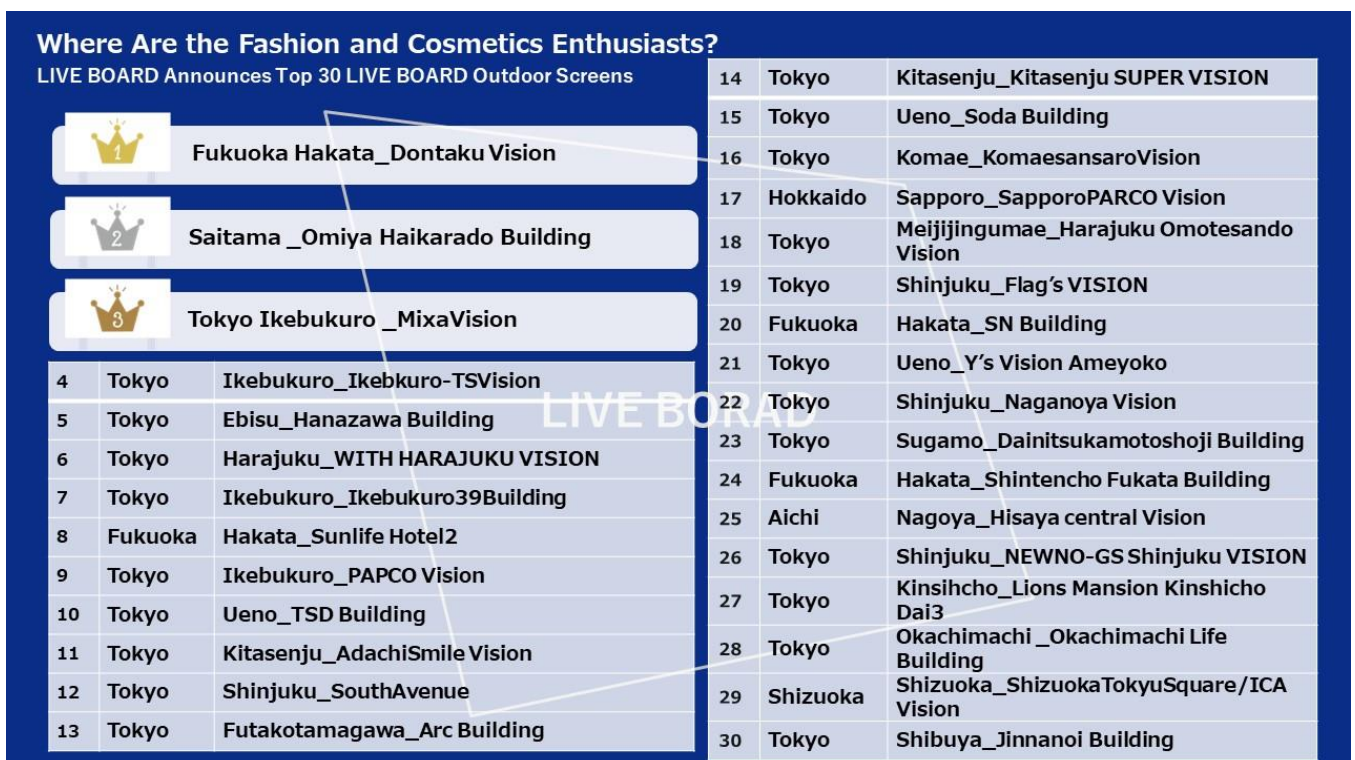 Where Are the Fashion and Cosmetics Enthusiasts?
LIVE BOARD Announces Top 30 LIVE BOARD Outdoor Screens
1 Fukuoka Hakata_Dontaku Vision
2 Saitama _Omiya Haikarado Building
3 Tokyo Ikebukuro _MixaVision
4 Tokyo Ikebukuro_Ikebkuro-TSVision
5 Tokyo Ebisu_Hanazawa Building
6 Tokyo Harajuku_WITH HARAJUKU VISION
7 Tokyo Ikebukuro_Ikebukuro39Building
8 Fukuoka Hakata_Sunlife Hotel2
9 Tokyo Ikebukuro_PAPCO Vision
10 Tokyo Ueno_TSD Building
11 Tokyo Kitasenju_AdachiSmile Vision
12 Tokyo Shinjuku_SouthAvenue
13 Tokyo Futakotamagawa_Arc Building
14 Tokyo Kitasenju_Kitasenju SUPER VISION
15 Tokyo Ueno_Soda Building
16 Tokyo Komae_KomaesansaroVision
17 Hokkaido Sapporo_SapporoPARCO Vision
18 Tokyo Meijijingumae_Harajuku Omotesando
Vision
19 Tokyo Shinjuku_Flag's VISION
20 Fukuoka Hakata_SN Building
21 Tokyo Ueno_Y's Vision Ameyoko
22 Tokyo Shinjuku_Naganoya Vision
23 Tokyo Sugamo_Dainitsukamotoshoji Building
24 Fukuoka Hakata_Shintencho Fukata Building
25 Aichi Nagoya_Hisaya central Vision
26 Tokyo Shinjuku_NEWNO-GS Shinjuku VISION
27 Tokyo Kinsihcho_Lions Mansion Kinshicho
Dai3
28 Tokyo Okachimachi _Okachimachi Life
Building
29 Shizuoka Shizuoka_ShizuokaTokyuSquare/ICA
Vision
30 Tokyo Shibuya_Jinnanoi Building
LIVE BORAD